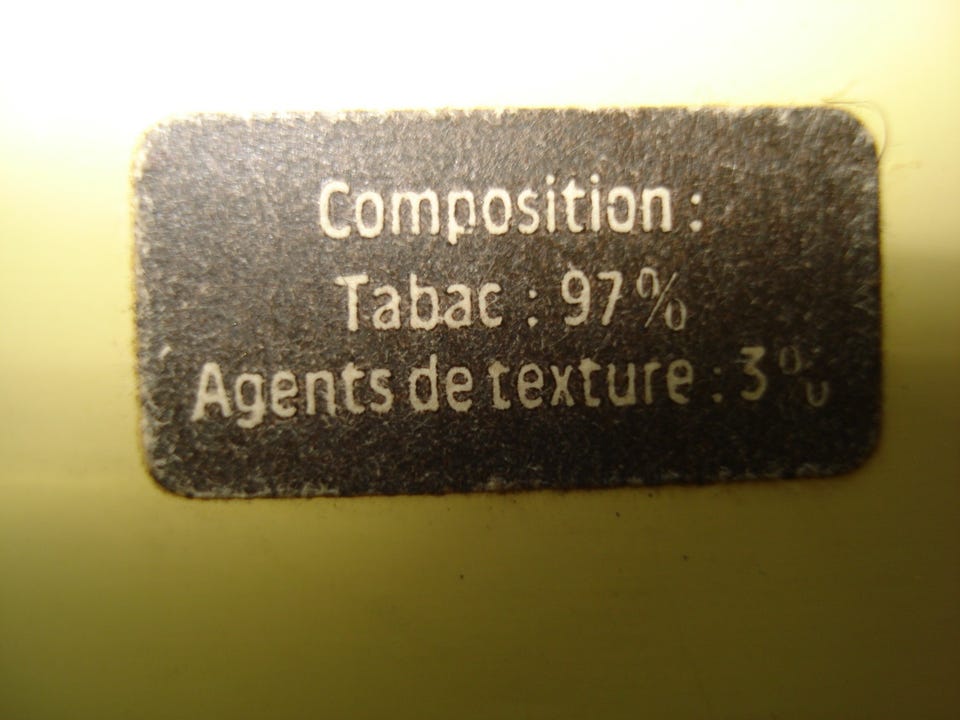 Composition :
Tabac : 97%
Agents de texture : 3%